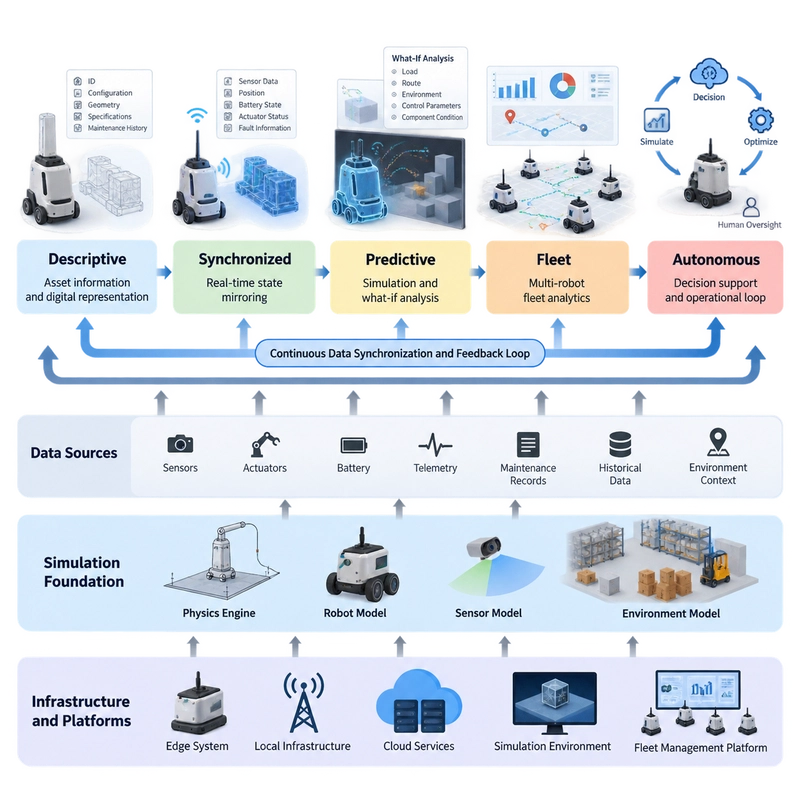 ID
Configuration
Geometry
Specifications
Maintenance History
Sensor Data
Position
Battery State
Actuator Status
Fault Information
What-If Analysis
Load
Route
Environment
Control Parameters
Component Condition
Decision
Simulate
Optimize
Human Oversight
Descriptive
Asset information
and digital representation
Synchronized
Real-time state
mirroring
Predictive
Simulation and
what-if analysis
Fleet
Multi-robot
fleet analytics
Autonomous
Decision support
and operational loop
Continuous Data Synchronization and Feedback Loop
Data Sources
Sensors
Actuators
Battery
Telemetry
Maintenance
Records
Historical
Data
Environment
Context
Simulation
Foundation
Physics Engine
Robot Model
Sensor Model
Environment Model
Infrastructure
and Platforms
Edge System
Local Infrastructure
Cloud Services
Simulation Environment
Fleet Management Platform